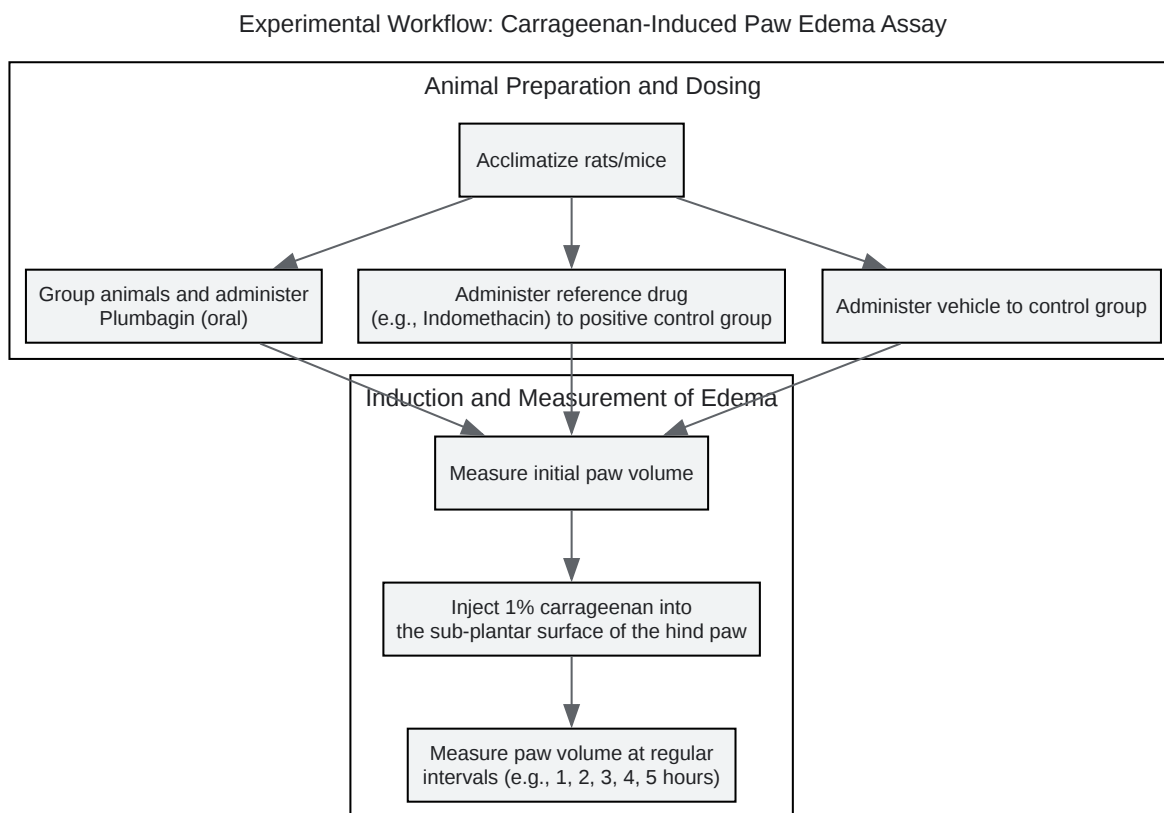 Experimental Workflow: Carrageenan-Induced Paw Edema Assay
Animal Preparation and Dosing
Acclimatize rats/mice
Group animals and administer
Plumbagin (oral)
Administer reference drug
(e.g., Indomethacin) to positive control group
Administer vehicle to control group
Induction and Measurement of Edema
Measure initial paw volume
Inject 1% carrageenan into
the sub-plantar surface of the hind paw
Measure paw volume at regular
intervals (e.g., 1, 2, 3, 4, 5 hours)